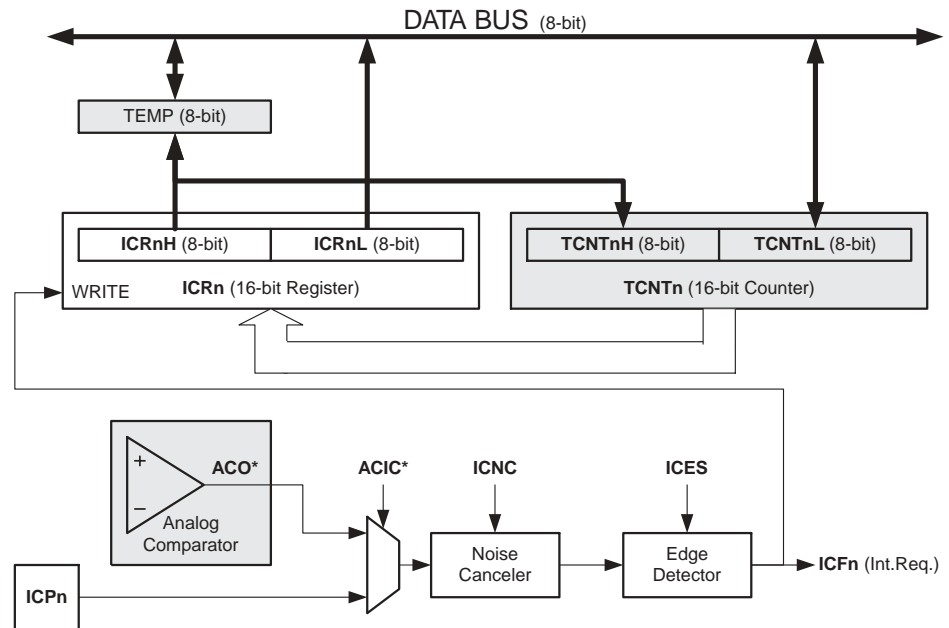 DATA BUS (8-bit)
TEMP (8-bit)
ICRnH (8-bit) ICRnL (8-bit) TCNTnH (8-bit) TCNTnL (8-bit)
WRITE ICRn (16-bit Register) TCNTn (16-bit Counter)
+ ACO* ACIC* ICNC ICES
−
Analog
Comparator
Noise
Canceler
Edge
Detector
ICFn (Int.Req.)
ICPn